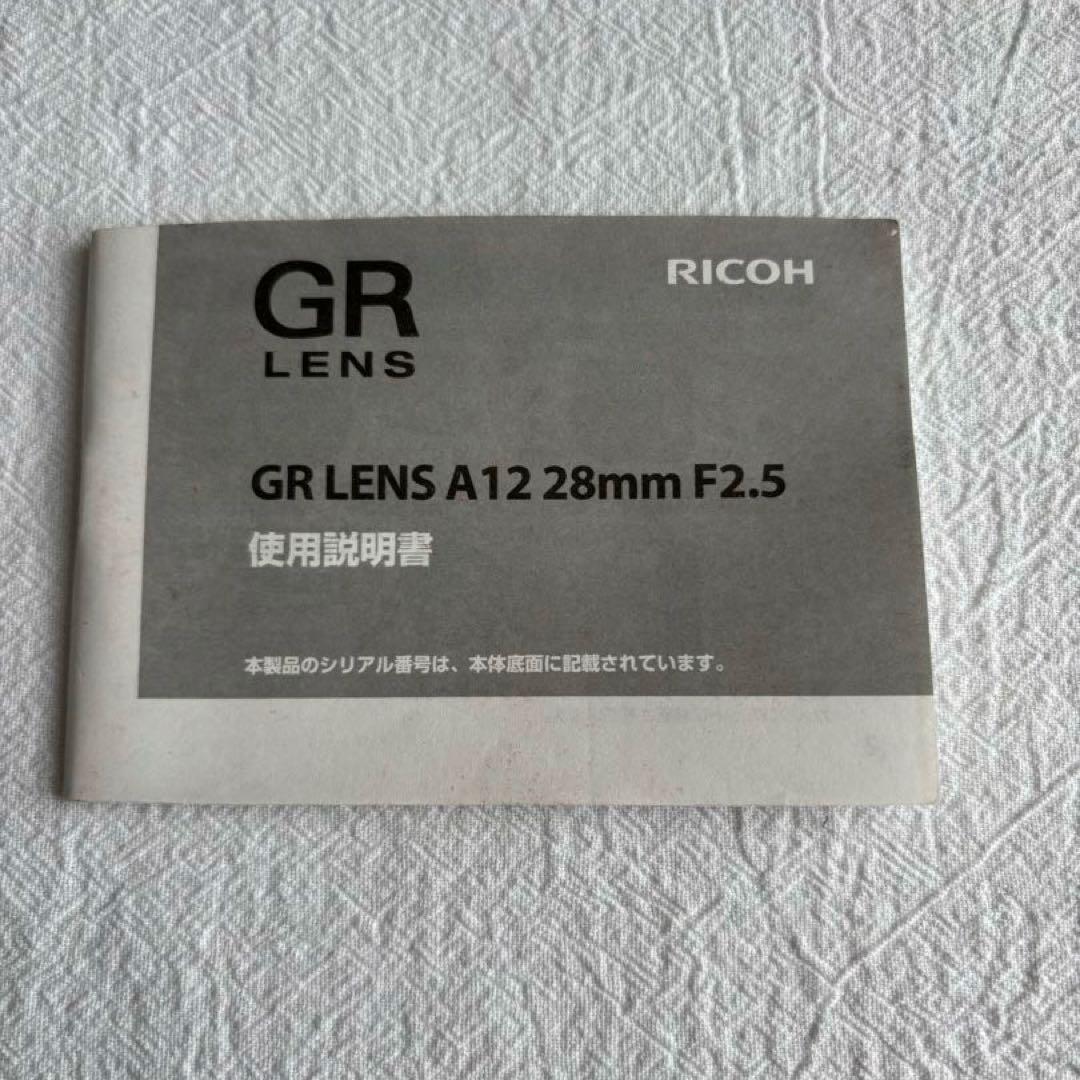 GR
LENS
RICOH
GR LENS A12 28mm F2.5
使用説明書
本製品のシリアル番号は、本体底面に記載されています。